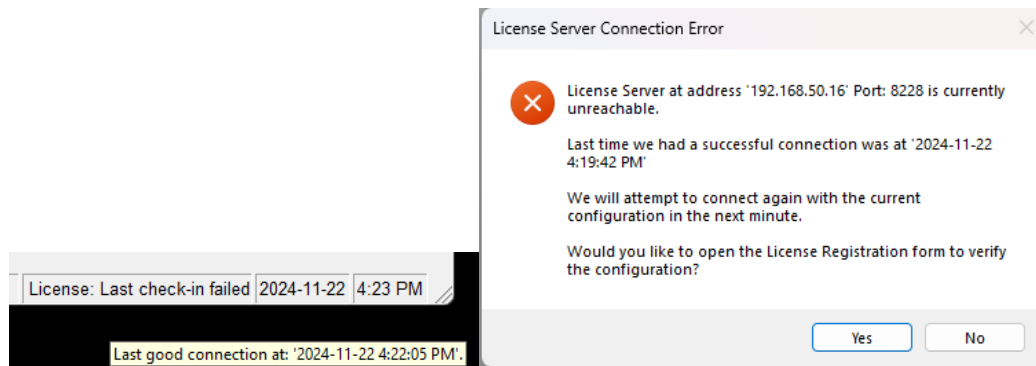 License Server Connection Error
License Server at address '192.168.50.16' Port: 8228 is currently
unreachable.
Last time we had a successful connection was at '2024-11-22
4:19:42 PM'
We will attempt to connect again with the current
configuration in the next minute.
Would you like to open the License Registration form to verify
the configuration?
Yes No
License: Last check-in failed 2024-11-22 4:23 PM
Last good connection at: '2024-11-22 4:22:05 PM'.